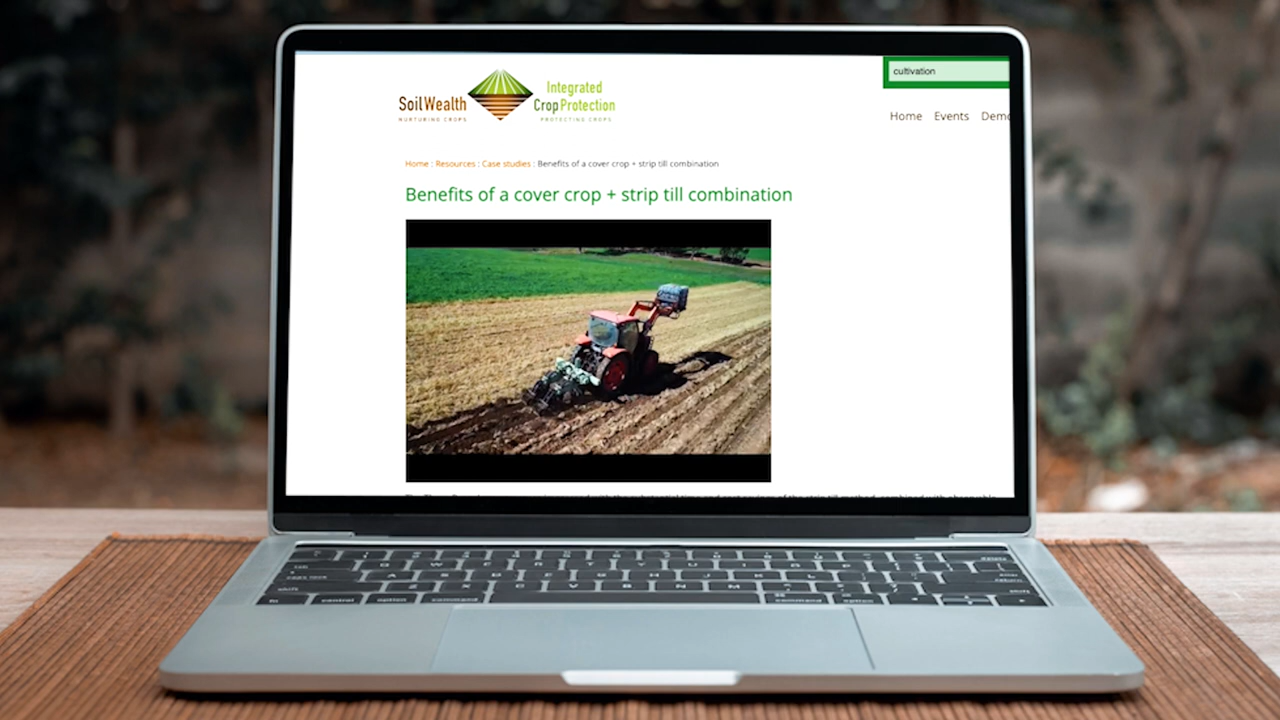 cultivation
SoilWealth
NURTURING CROPS
Integrated
Crop Protection
PROTECTING CROPS
Home Events Demo
Home : Resources : Case studies : Benefits of a cover crop + strip till combination
Benefits of a cover crop + strip till combination